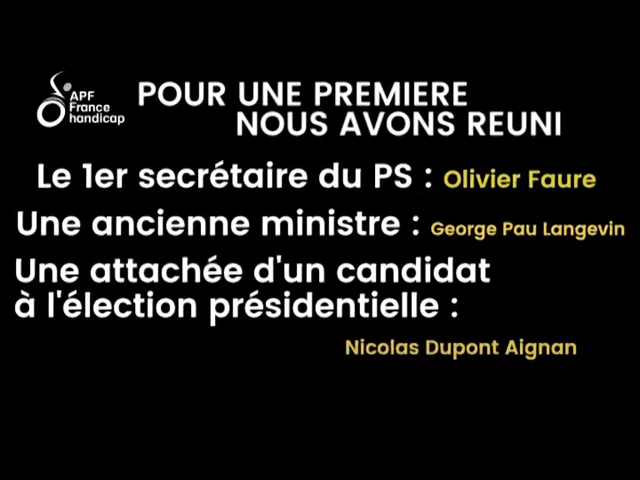 APF
France
handicap
POUR UNE PREMIERE
NOUS AVONS REUNI
Le 1er secrétaire du PS : Olivier Faure
Une ancienne ministre : George Pau Langevin
Une attachée d'un candidat
à l'élection présidentielle :
Nicolas Dupont Aignan